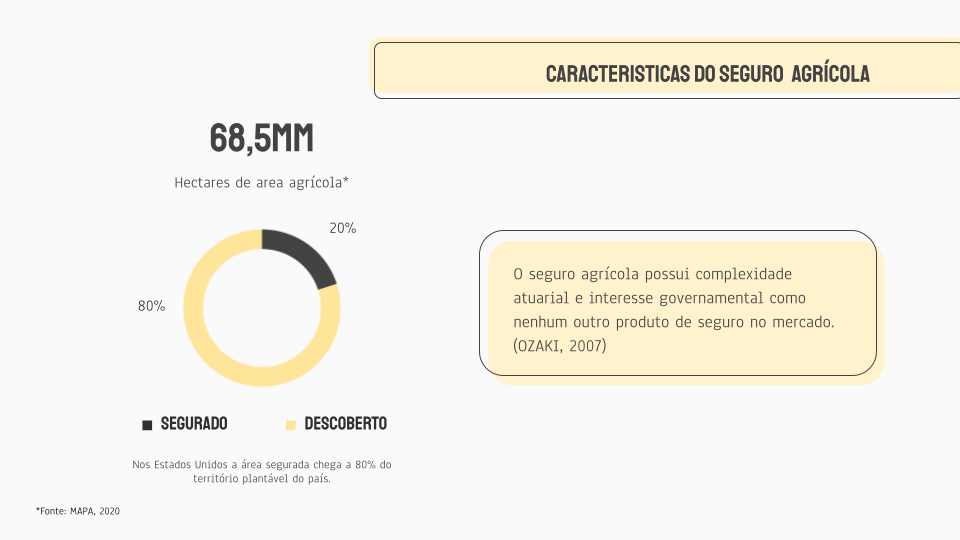 CARACTERISTICAS DO SEGURO AGRÍCOLA
68,5MM
Hectares de area agrícola*
20%
80%
SEGURADO
DESCOBERTO
Nos Estados Unidos a área segurada chega a 80% do
território plantável do país.
*Fonte: MAPA, 2020
O seguro agrícola possui complexidade
atuarial e interesse governamental como
nenhum outro produto de seguro no mercado.
(OZAKI, 2007)